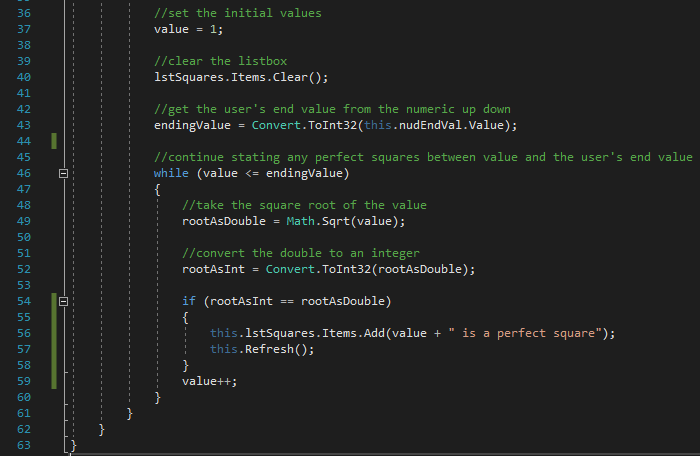 36 //set the initial values
37 value = 1;
38
39 //clear the listbox
40 lstSquares.Items.Clear();
41
42 //get the user's end value from the numeric up down
43 endingValue = Convert.ToInt32(this.nudEndVal.Value);
44
45 //continue stating any perfect squares between value and the user's end value
46 while (value <= endingValue)
47 {
48 //take the square root of the value
49 rootAsDouble = Math.Sqrt(value);
50
51 //convert the double to an integer
52 rootAsInt = Convert.ToInt32(rootAsDouble);
53
54 if (rootAsInt == rootAsDouble)
55 {
56 this.lstSquares.Items.Add(value + " is a perfect square");
57 this.Refresh();
58 }
59 value++;
60 }
61 }
62 }
63 }